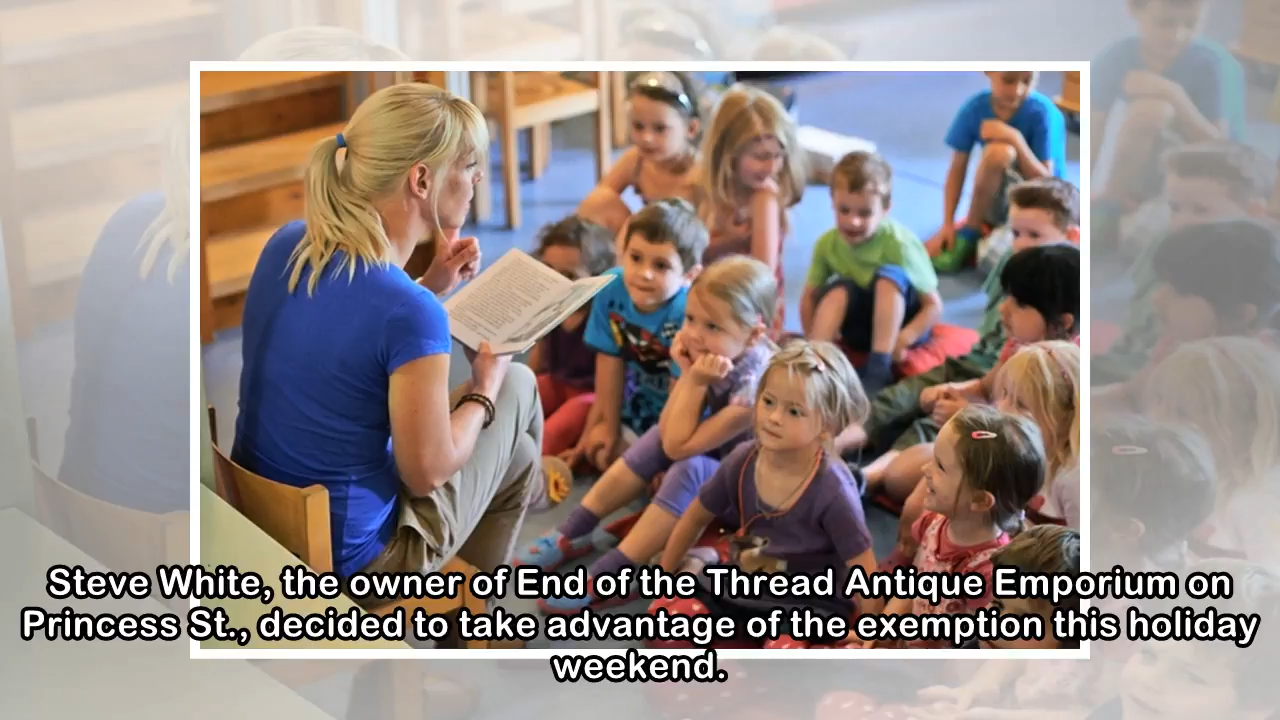 Steve White, the owner of End of the Thread Antique Emporium on
Princess St., decided to take advantage of the exemption this holiday
weekend.